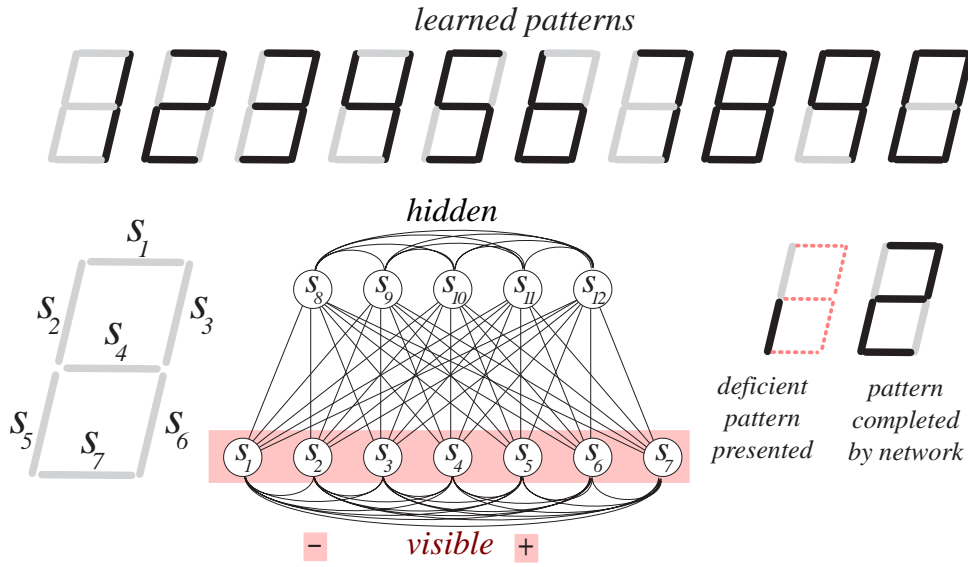 learned patterns
hidden
S1
S2
S3
S4
S5
S6
S7
S8
S9
S10
S11
S12
S1
S2
S3
S4
S5
S6
S7
deficient
pattern
presented
pattern
completed
by network
- visible +